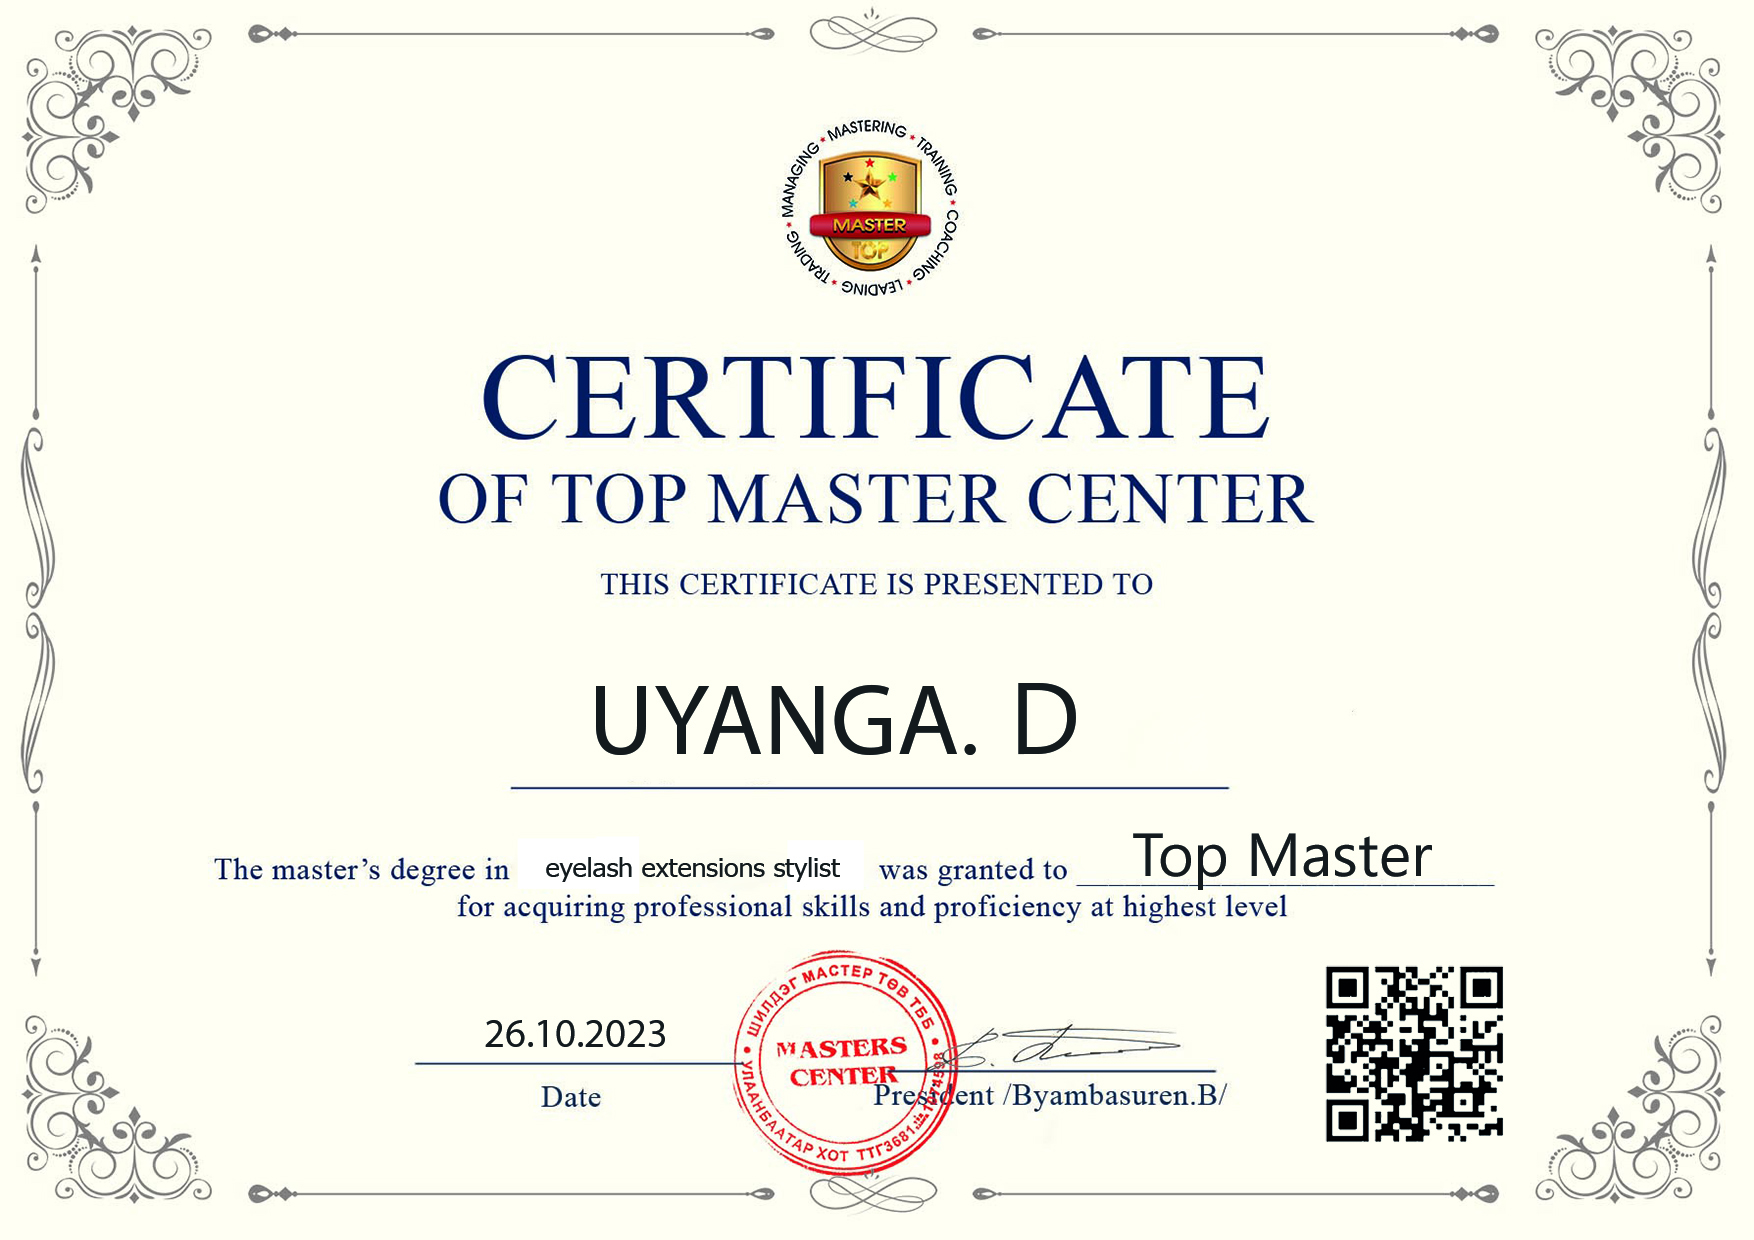 MANAGING * MASTERING * TRAINING * COACHING * LEADING * TRADING *
MASTER
TOP
CERTIFICATE
OF TOP MASTER CENTER
THIS CERTIFICATE IS PRESENTED TO
UYANGA. D
The master’s degree in eyelash extensions stylist was granted to Top Master
for acquiring professional skills and proficiency at highest level
26.10.2023
Date
ШИЛДЭГ МАСТЕР ТӨВ ТББ
MASTERS
CENTER
УЛААНБААТАР ХОТ ТТГ3681
President /Byambasuren.B/